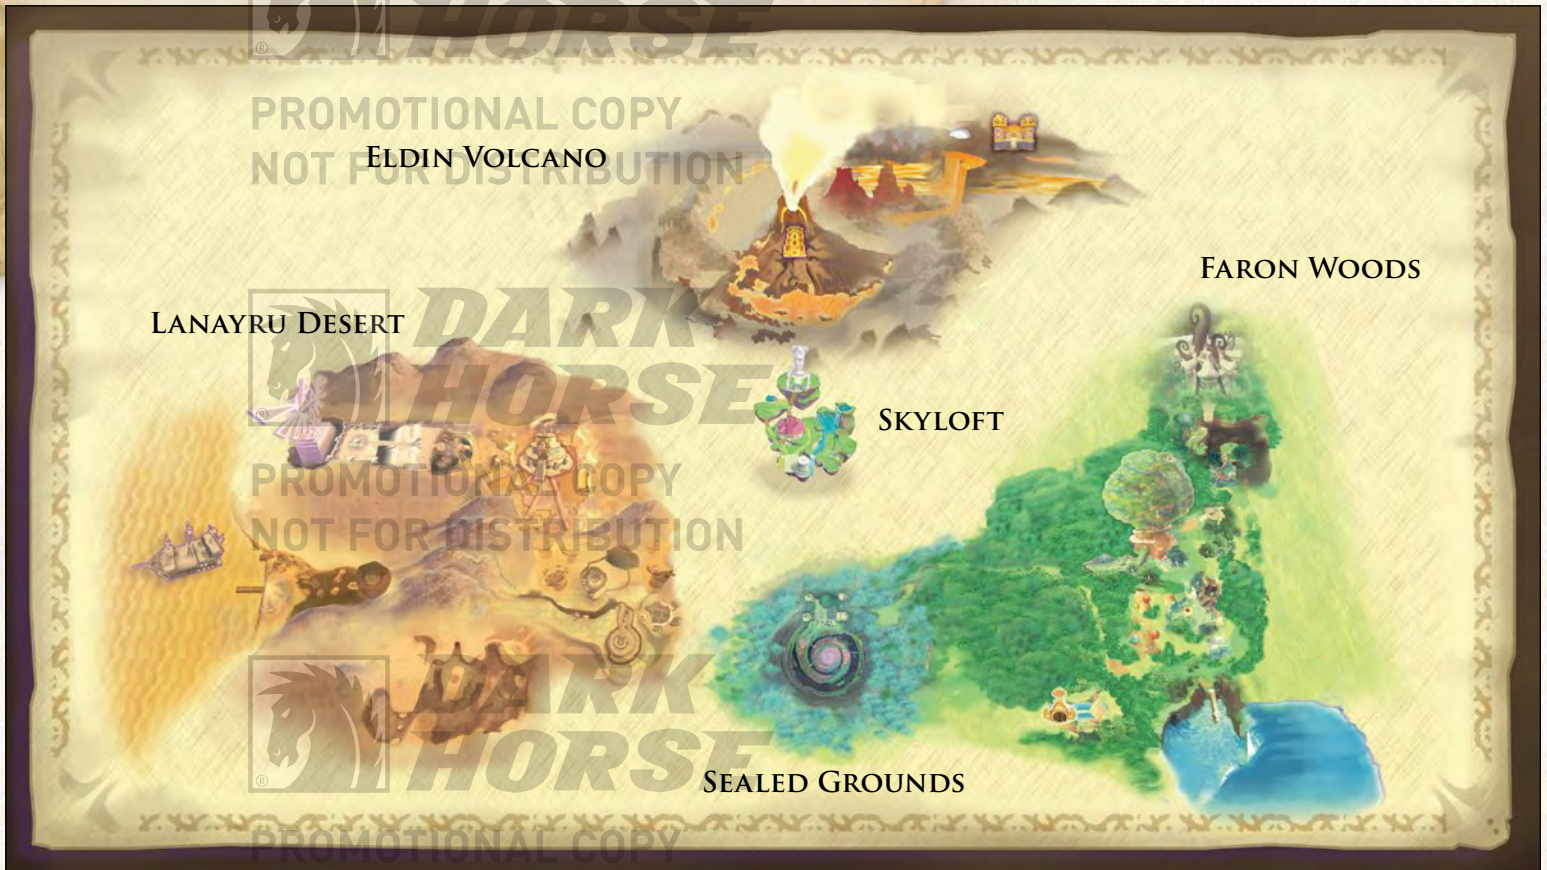 HORSE
®
PROMOTIONAL COPY
NOT FOR DISTRIBUTION
ELDIN VOLCANO
FARON WOODS
LANAYRU DESERT
DARK
HORSE
®
SKYLOFT
PROMOTIONAL COPY
NOT FOR DISTRIBUTION
DARK
HORSE
®
SEALED GROUNDS
PROMOTIONAL COPY